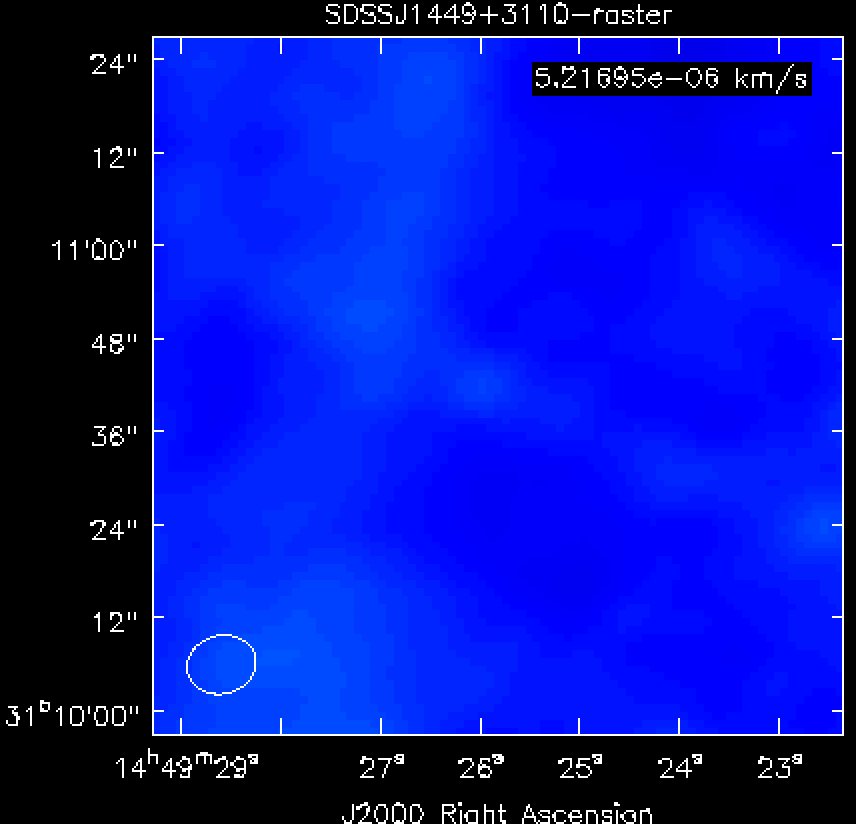 SDSSJ1449+3110-raster
5.21695e-06 km/s
24"
12"
11'00"
48"
36"
24"
12"
31°10'00"
14ʰ49ᵐ29ˢ 27ˢ 26ˢ 25ˢ 24ˢ 23ˢ
J2000 Right Ascension